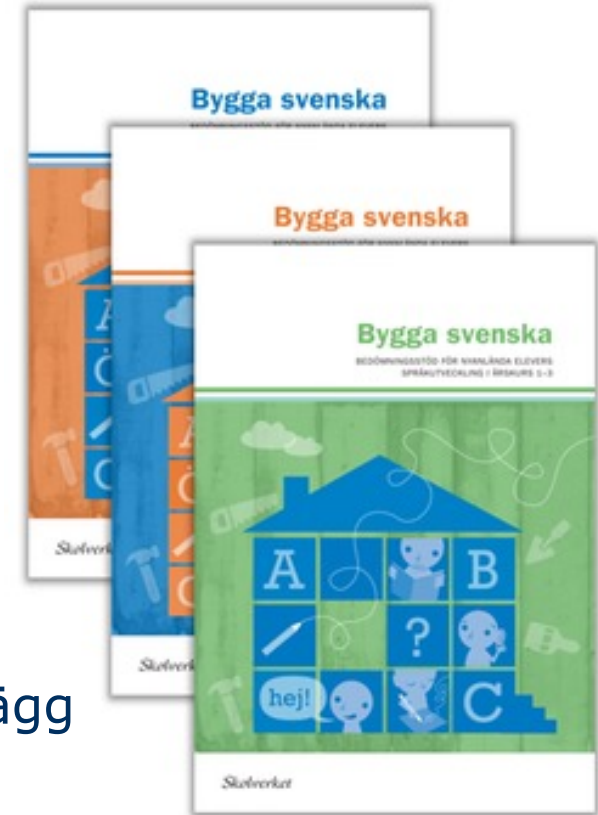 Bygga svenska
Bygga svenska
Bygga svenska
BEDÖMNINGSSTÖD FÖR NYANLÄNDA ELEVERS
SPRÅKUTVECKLING I ÅRSKURS 1–3
A
B
?
hej!
C
ägg
Skolverket